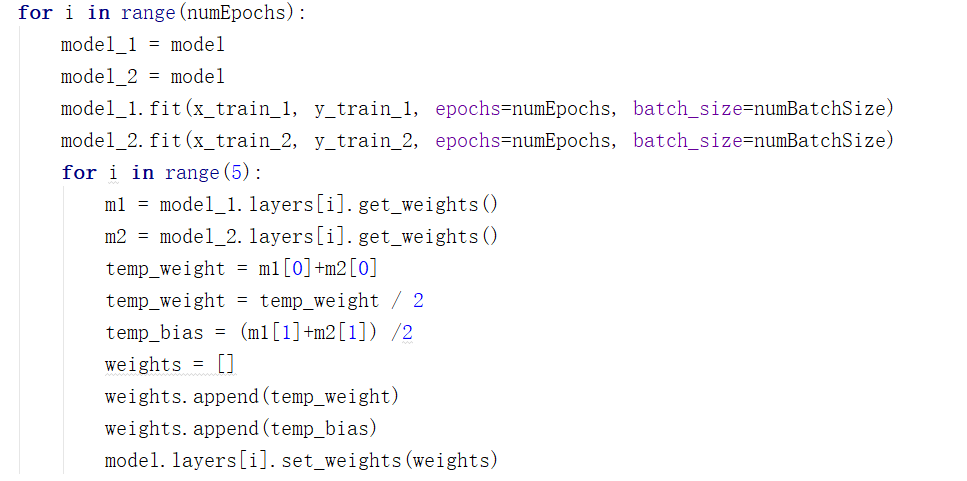 for i in range(numEpochs):
    model_1 = model
    model_2 = model
    model_1.fit(x_train_1, y_train_1, epochs=numEpochs, batch_size=numBatchSize)
    model_2.fit(x_train_2, y_train_2, epochs=numEpochs, batch_size=numBatchSize)
    for i in range(5):
        m1 = model_1.layers[i].get_weights()
        m2 = model_2.layers[i].get_weights()
        temp_weight = m1[0]+m2[0]
        temp_weight = temp_weight / 2
        temp_bias = (m1[1]+m2[1]) /2
        weights = []
        weights.append(temp_weight)
        weights.append(temp_bias)
        model.layers[i].set_weights(weights)